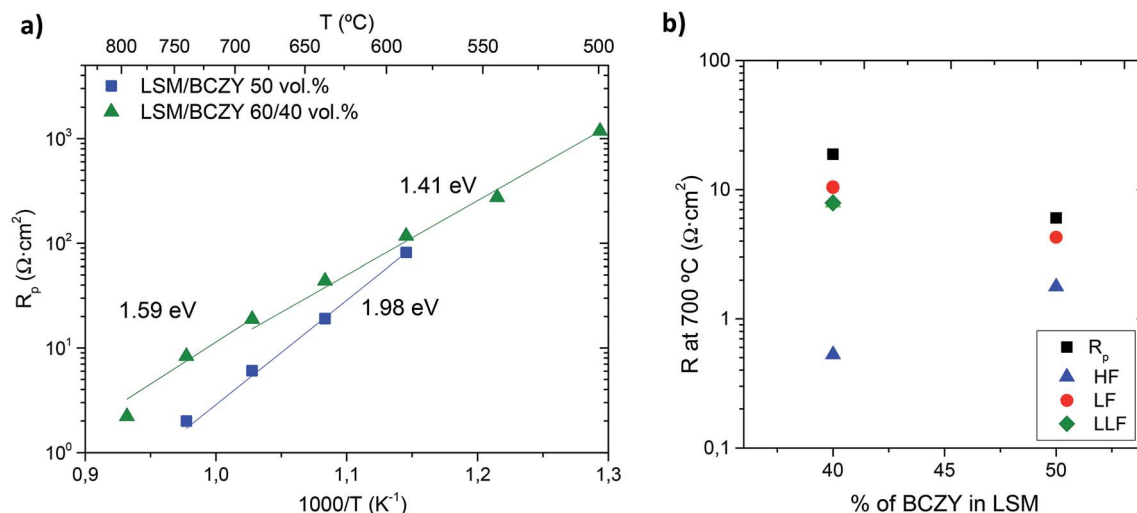 a)
T (ºC)
800 750 700 650 600 550 500
LSM/BCZY 50 vol.%
LSM/BCZY 60/40 vol.%
10³
10²
10¹
10⁰
Rₚ (Ω·cm²)
1.41 eV
1.59 eV
1.98 eV
0,9 1,0 1,1 1,2 1,3
1000/T (K⁻¹)
b)
100
10
1
0,1
R at 700 ºC (Ω·cm²)
Rₚ
HF
LF
LLF
40 45 50
% of BCZY in LSM